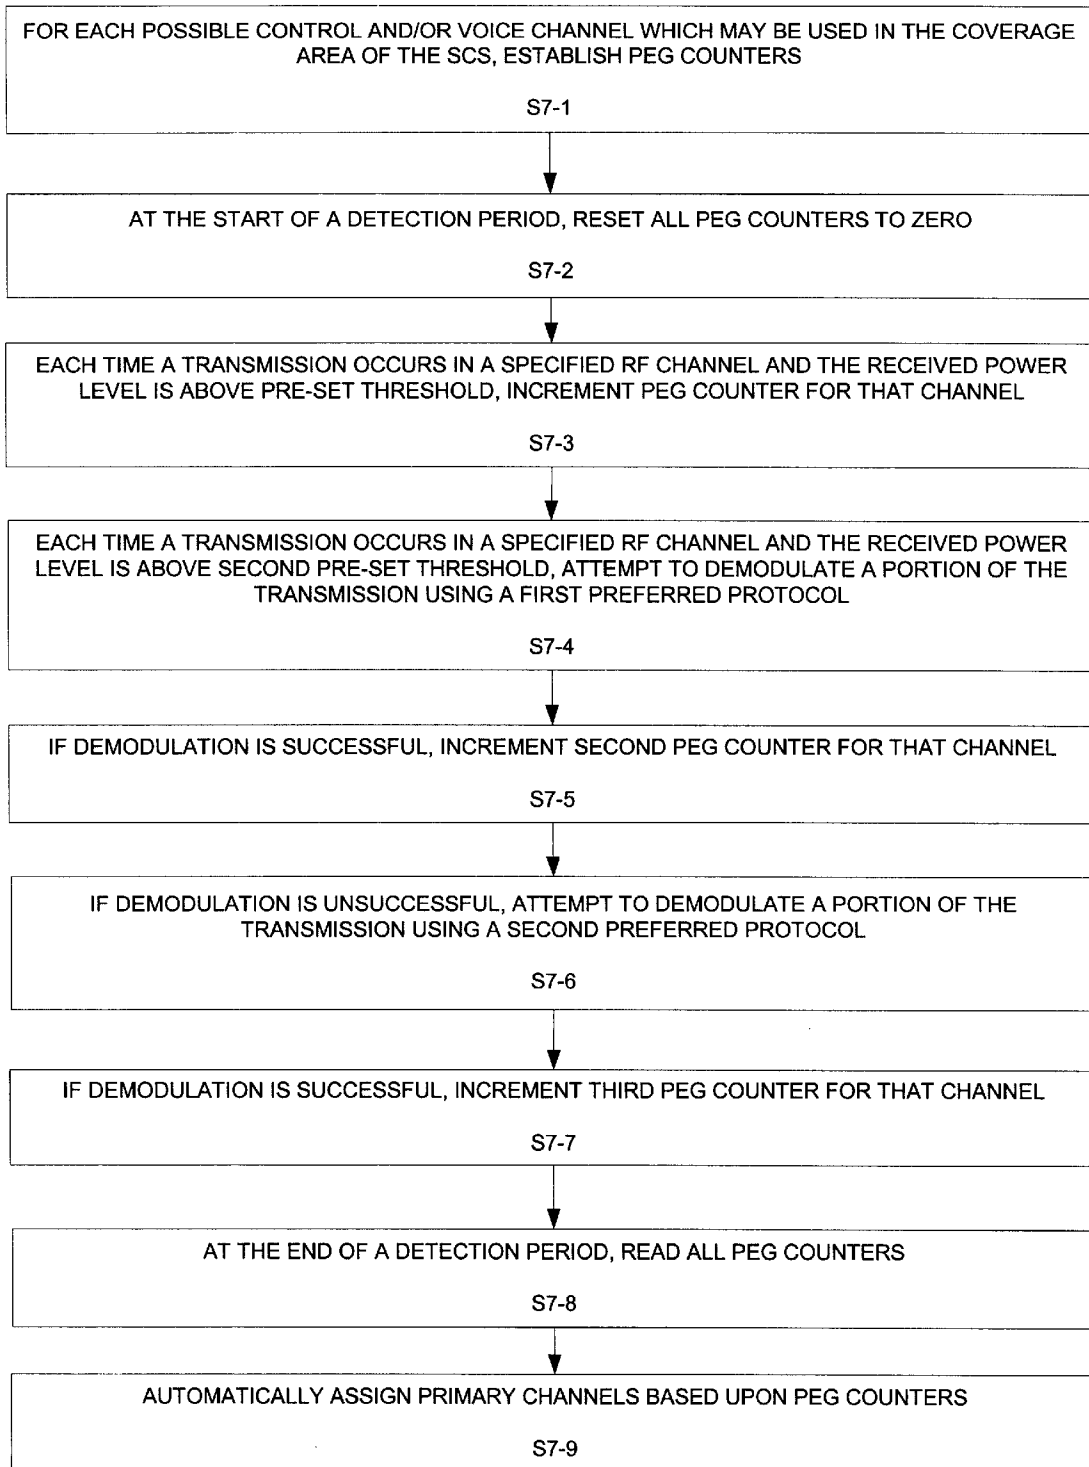 FOR EACH POSSIBLE CONTROL AND/OR VOICE CHANNEL WHICH MAY BE USED IN THE COVERAGE
AREA OF THE SCS, ESTABLISH PEG COUNTERS
S7-1
AT THE START OF A DETECTION PERIOD, RESET ALL PEG COUNTERS TO ZERO
S7-2
EACH TIME A TRANSMISSION OCCURS IN A SPECIFIED RF CHANNEL AND THE RECEIVED POWER
LEVEL IS ABOVE PRE-SET THRESHOLD, INCREMENT PEG COUNTER FOR THAT CHANNEL
S7-3
EACH TIME A TRANSMISSION OCCURS IN A SPECIFIED RF CHANNEL AND THE RECEIVED POWER
LEVEL IS ABOVE SECOND PRE-SET THRESHOLD, ATTEMPT TO DEMODULATE A PORTION OF THE
TRANSMISSION USING A FIRST PREFERRED PROTOCOL
S7-4
IF DEMODULATION IS SUCCESSFUL, INCREMENT SECOND PEG COUNTER FOR THAT CHANNEL
S7-5
IF DEMODULATION IS UNSUCCESSFUL, ATTEMPT TO DEMODULATE A PORTION OF THE
TRANSMISSION USING A SECOND PREFERRED PROTOCOL
S7-6
IF DEMODULATION IS SUCCESSFUL, INCREMENT THIRD PEG COUNTER FOR THAT CHANNEL
S7-7
AT THE END OF A DETECTION PERIOD, READ ALL PEG COUNTERS
S7-8
AUTOMATICALLY ASSIGN PRIMARY CHANNELS BASED UPON PEG COUNTERS
S7-9